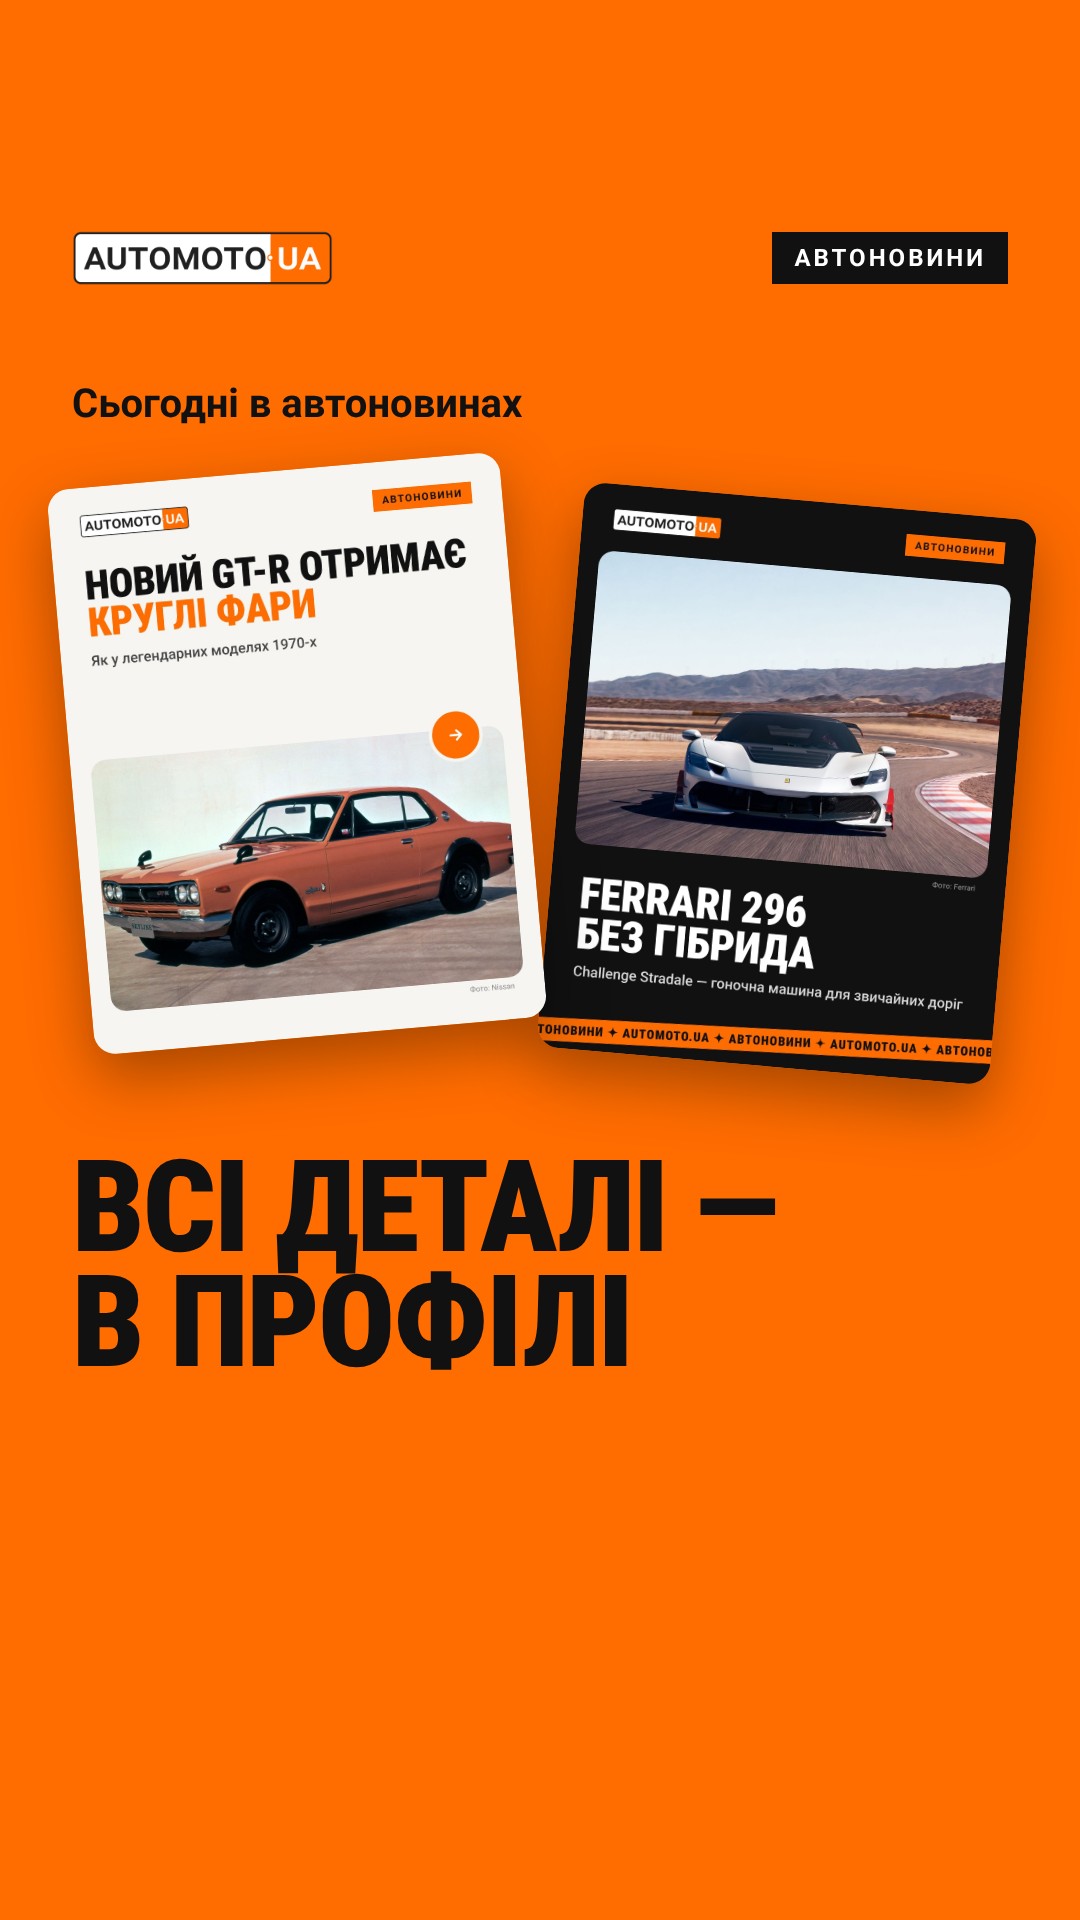 AUTOMOTO UA
АВТОНОВИНИ
Сьогодні в автоновинах
AUTOMOTO UA
АВТОНОВИНИ
НОВИЙ GT-R ОТРИМАЄ
КРУГЛІ ФАРИ
Як у легендарних моделях 1970-х
Фото: Nissan
AUTOMOTO UA
АВТОНОВИНИ
Фото: Ferrari
FERRARI 296
БЕЗ ГІБРИДА
Challenge Stradale — гоночна машина для звичайних доріг
ТОНОВИНИ ✦ AUTOMOTO.UA ✦ АВТОНОВИНИ ✦ AUTOMOTO.UA ✦ АВТОНОВ
ВСІ ДЕТАЛІ —
В ПРОФІЛІ